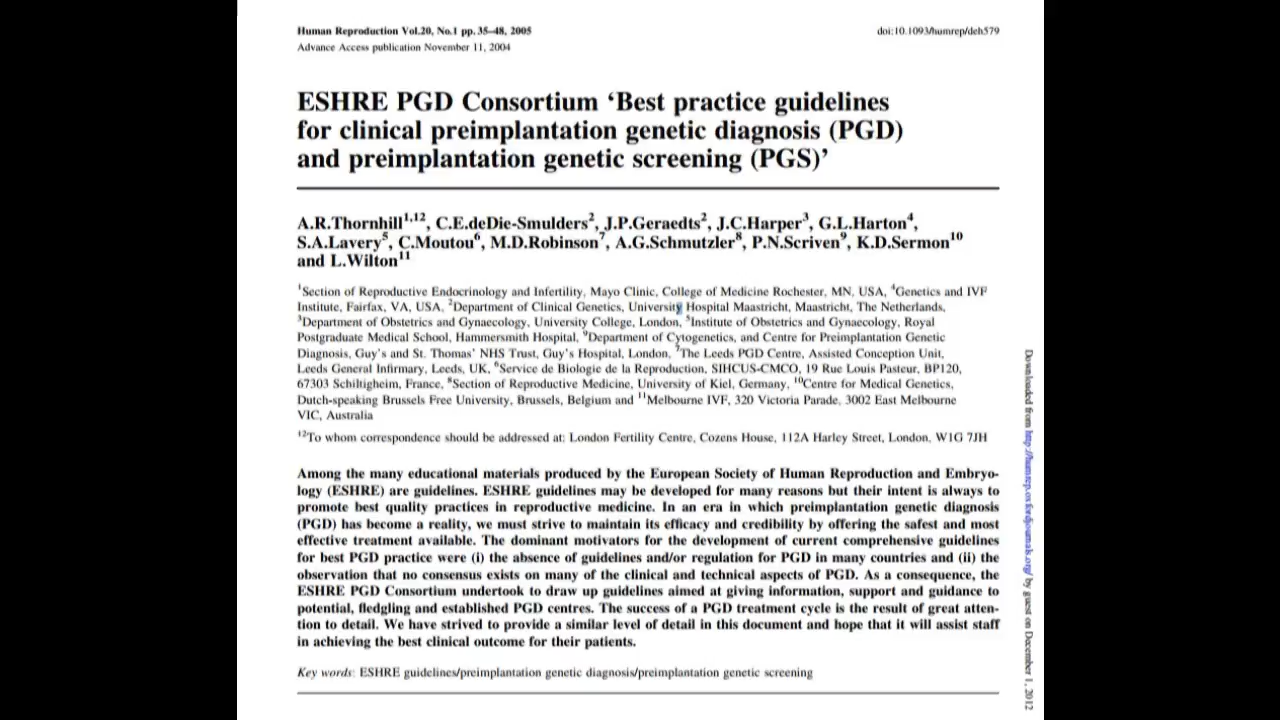 Human Reproduction Vol.20, No.1 pp. 35–48, 2005
doi:10.1093/humrep/deh579
Advance Access publication November 11, 2004
ESHRE PGD Consortium ‘Best practice guidelines
for clinical preimplantation genetic diagnosis (PGD)
and preimplantation genetic screening (PGS)’
A.R.Thornhill1,12, C.E.deDie-Smulders2, J.P.Geraedts2, J.C.Harper3, G.L.Harton4,
S.A.Lavery5, C.Moutou6, M.D.Robinson7, A.G.Schmutzler8, P.N.Scriven9, K.D.Sermon10
and L.Wilton11
1Section of Reproductive Endocrinology and Infertility, Mayo Clinic, College of Medicine Rochester, MN, USA, 4Genetics and IVF
Institute, Fairfax, VA, USA, 2Department of Clinical Genetics, University Hospital Maastricht, Maastricht, The Netherlands,
3Department of Obstetrics and Gynaecology, University College, London, 5Institute of Obstetrics and Gynaecology, Royal
Postgraduate Medical School, Hammersmith Hospital, 9Department of Cytogenetics, and Centre for Preimplantation Genetic
Diagnosis, Guy's and St. Thomas' NHS Trust, Guy's Hospital, London, 7The Leeds PGD Centre, Assisted Conception Unit,
Leeds General Infirmary, Leeds, UK, 6Service de Biologie de la Reproduction, SIHCUS-CMCO, 19 Rue Louis Pasteur, BP120,
67303 Schiltigheim, France, 8Section of Reproductive Medicine, University of Kiel, Germany, 10Centre for Medical Genetics,
Dutch-speaking Brussels Free University, Brussels, Belgium and 11Melbourne IVF, 320 Victoria Parade, 3002 East Melbourne
VIC, Australia
12To whom correspondence should be addressed at: London Fertility Centre, Cozens House, 112A Harley Street, London, W1G 7JH
Among the many educational materials produced by the European Society of Human Reproduction and Embryo-
logy (ESHRE) are guidelines. ESHRE guidelines may be developed for many reasons but their intent is always to
promote best quality practices in reproductive medicine. In an era in which preimplantation genetic diagnosis
(PGD) has become a reality, we must strive to maintain its efficacy and credibility by offering the safest and most
effective treatment available. The dominant motivators for the development of current comprehensive guidelines
for best PGD practice were (i) the absence of guidelines and/or regulation for PGD in many countries and (ii) the
observation that no consensus exists on many of the clinical and technical aspects of PGD. As a consequence, the
ESHRE PGD Consortium undertook to draw up guidelines aimed at giving information, support and guidance to
potential, fledgling and established PGD centres. The success of a PGD treatment cycle is the result of great atten-
tion to detail. We have strived to provide a similar level of detail in this document and hope that it will assist staff
in achieving the best clinical outcome for their patients.
Key words: ESHRE guidelines/preimplantation genetic diagnosis/preimplantation genetic screening
Downloaded from http://humrep.oxfordjournals.org/ by guest on December 1, 2012